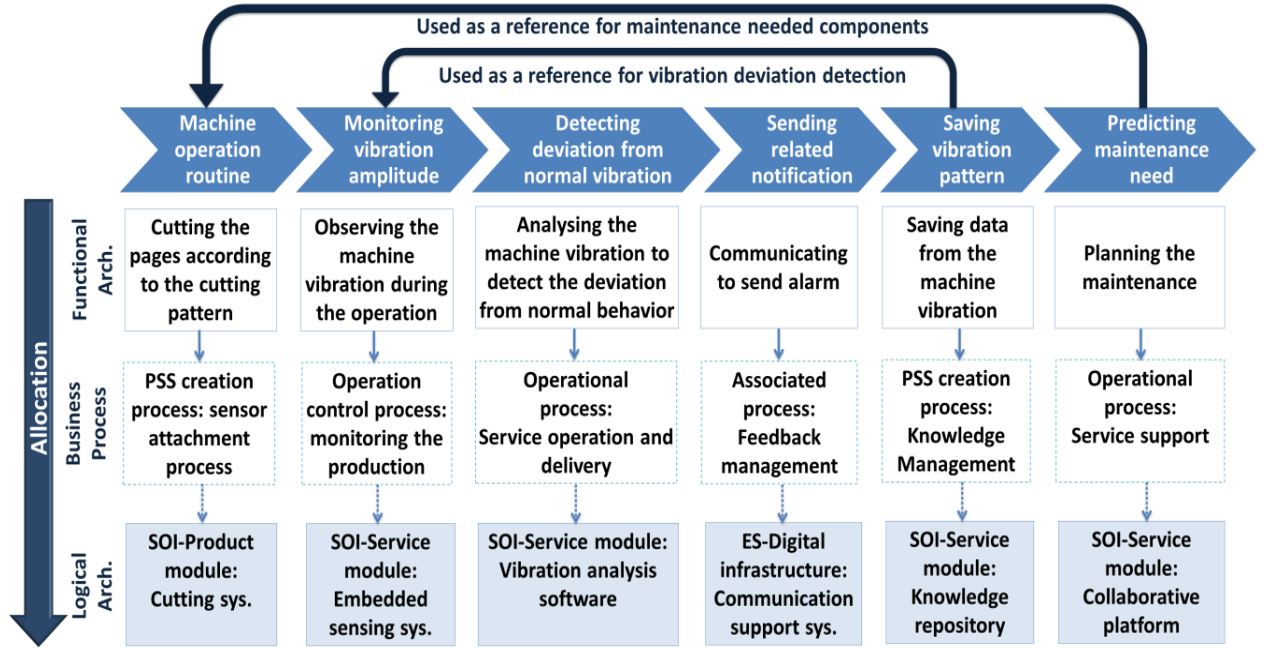 Used as a reference for maintenance needed components
Used as a reference for vibration deviation detection
Machine
operation
routine
Monitoring
vibration
amplitude
Detecting
deviation from
normal vibration
Sending
related
notification
Saving
vibration
pattern
Predicting
maintenance
need
Allocation
Functional
Arch.
Cutting the
pages according
to the cutting
pattern
Observing the
machine
vibration during
the operation
Analysing the
machine vibration to
detect the deviation
from normal behavior
Communicating
to send alarm
Saving data
from the
machine
vibration
Planning the
maintenance
Business
Process
PSS creation
process: sensor
attachment
process
Operation
control process:
monitoring the
production
Operational
process:
Service operation and
delivery
Associated
process:
Feedback
management
PSS creation
process:
Knowledge
Management
Operational
process:
Service support
Logical
Arch.
SOI-Product
module:
Cutting sys.
SOI-Service
module:
Embedded
sensing sys.
SOI-Service module:
Vibration analysis
software
ES-Digital
infrastructure:
Communication
support sys.
SOI-Service
module:
Knowledge
repository
SOI-Service
module:
Collaborative
platform